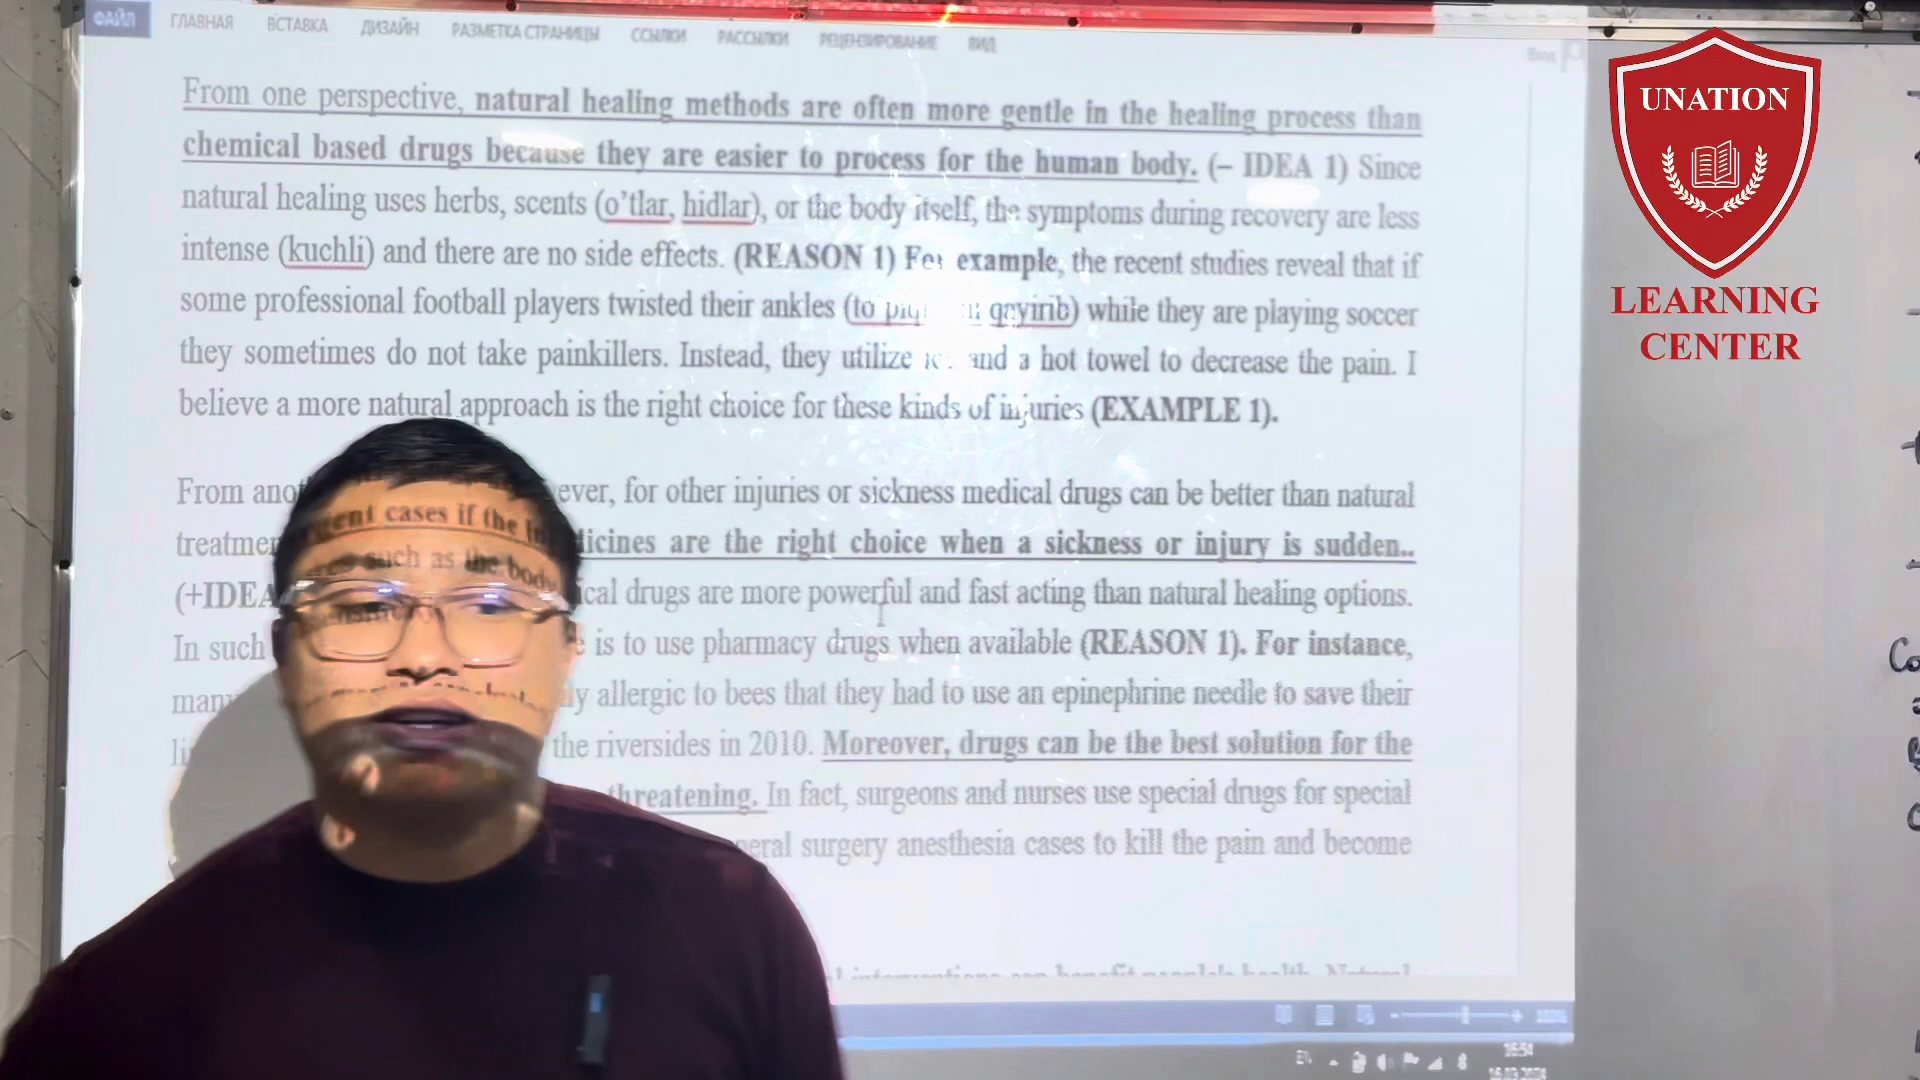 ФАЙЛ ГЛАВНАЯ ВСТАВКА ДИЗАЙН РАЗМЕТКА СТРАНИЦЫ ССЫЛКИ РАССЫЛКИ РЕЦЕНЗИРОВАНИЕ ВИД
From one perspective, natural healing methods are often more gentle in the healing process than
chemical based drugs because they are easier to process for the human body. (– IDEA 1) Since
natural healing uses herbs, scents (o’tlar, hidlar), or the body itself, the symptoms during recovery are less
intense (kuchli) and there are no side effects. (REASON 1) For example, the recent studies reveal that if
some professional football players twisted their ankles (to qayirib) while they are playing soccer
they sometimes do not take painkillers. Instead, they utilize and a hot towel to decrease the pain. I
believe a more natural approach is the right choice for these kinds of injuries (EXAMPLE 1).
From ever, for other injuries or sickness medical drugs can be better than natural
are the right choice when a sickness or injury is sudden..
(+IDEA drugs are more powerful and fast acting than natural healing options.
In such is to use pharmacy drugs when available (REASON 1). For instance,
allergic to bees that they had to use an epinephrine needle to save their
the riversides in 2010. Moreover, drugs can be the best solution for the
threatening. In fact, surgeons and nurses use special drugs for special
surgery anesthesia cases to kill the pain and become
cases if the
such as the body
UNATION
LEARNING
CENTER
EN
16:54